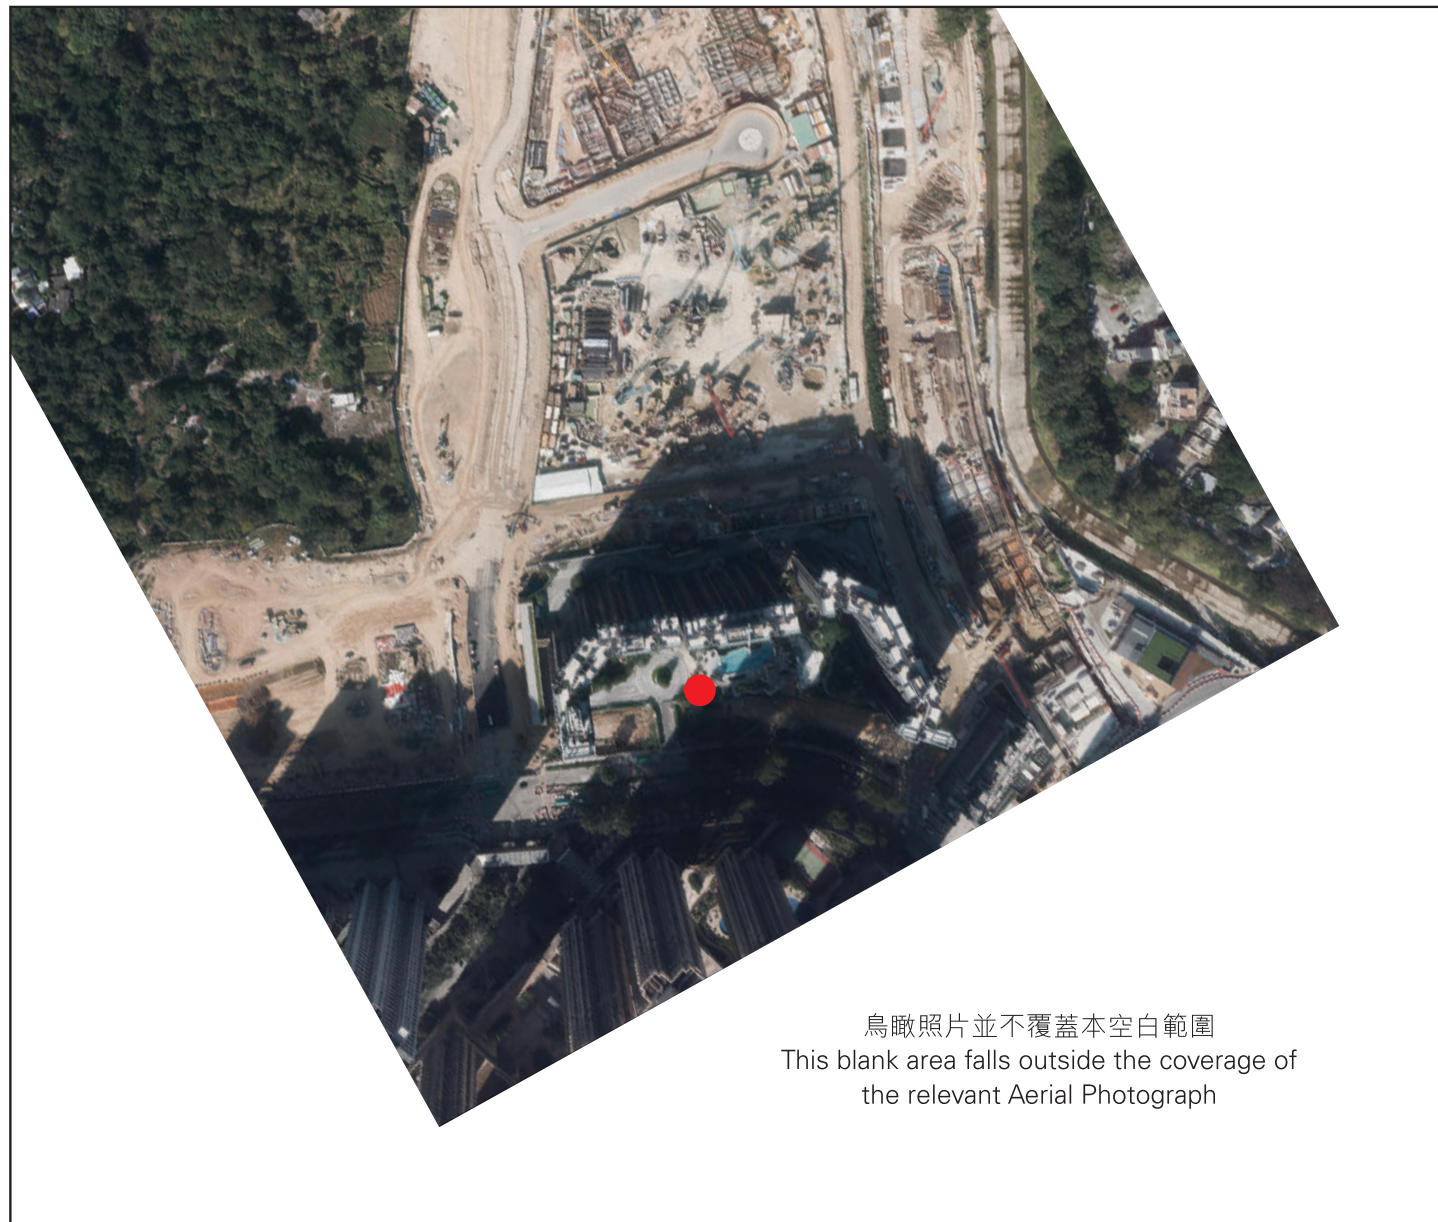 鳥瞰照片並不覆蓋本空白範圍
This blank area falls outside the coverage of
the relevant Aerial Photograph